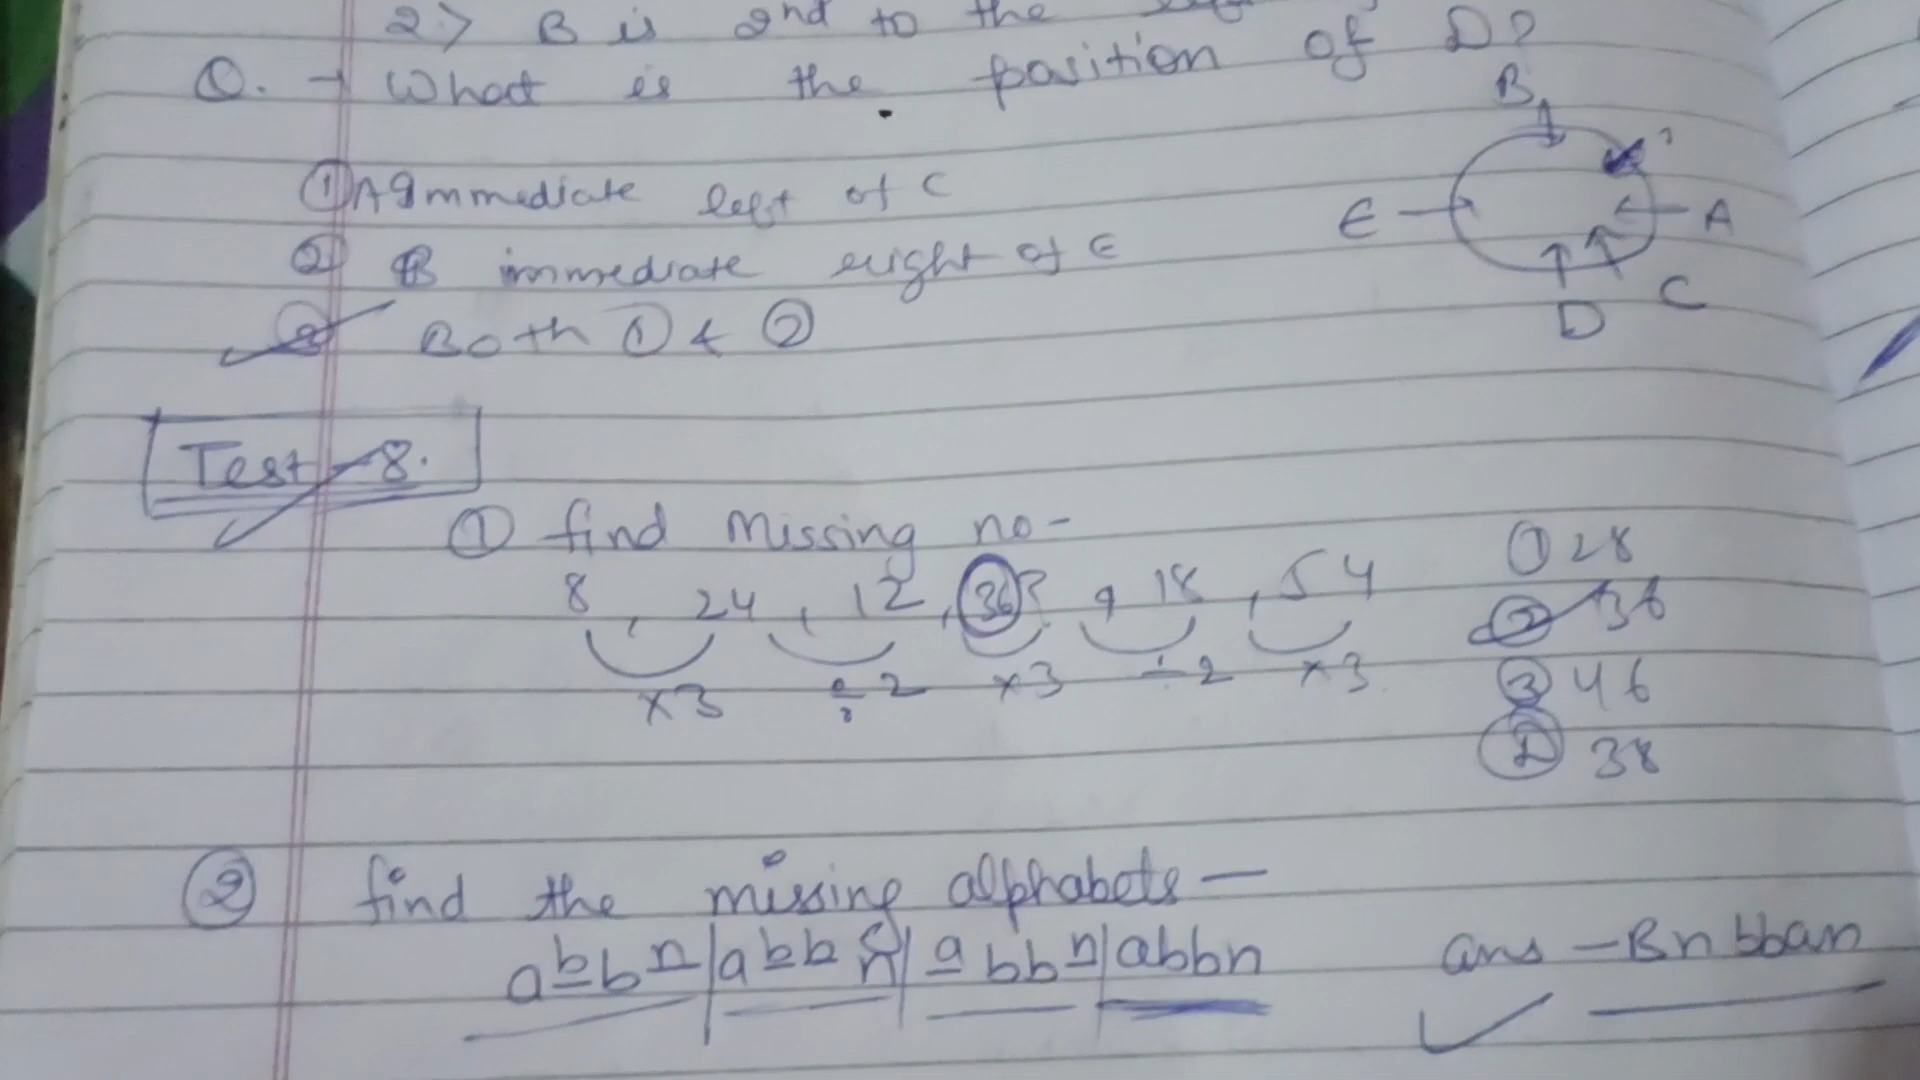 2.> B is 2nd to the
Q. → What is the position of D?
① A Immediate left of C
② B immediate right of E
③ Both ① & ②
B
E
A
C
D
Test - 8.
① find missing no-
8, 24, 12, 36?, 18, 54
×3 ÷2 ×3 ÷2 ×3
① 28
② 36
③ 46
38
② find the missing alphabets —
abbn|abbn|abbn|abbn ans - Bnbban